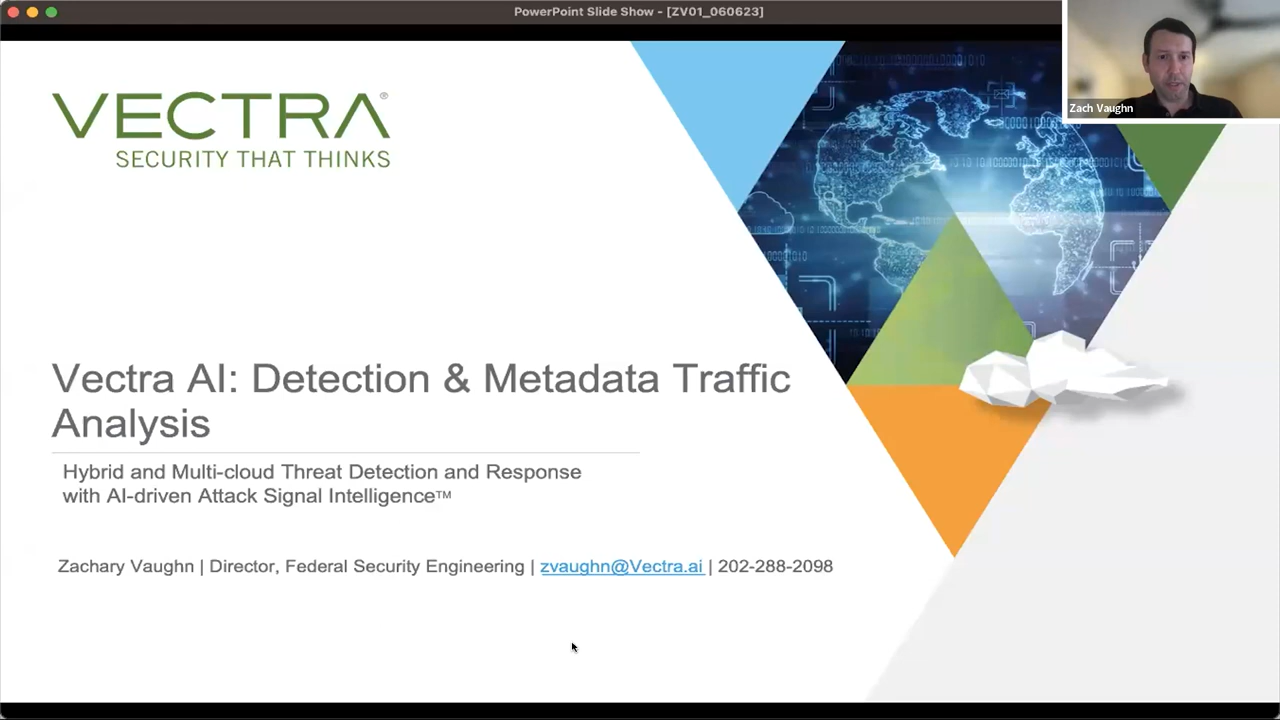 PowerPoint Slide Show - [ZV01_060623]
Zach Vaughn
VECTRA®
SECURITY THAT THINKS
Vectra AI: Detection & Metadata Traffic
Analysis
Hybrid and Multi-cloud Threat Detection and Response
with AI-driven Attack Signal Intelligence™
Zachary Vaughn | Director, Federal Security Engineering | zvaughn@Vectra.ai | 202-288-2098